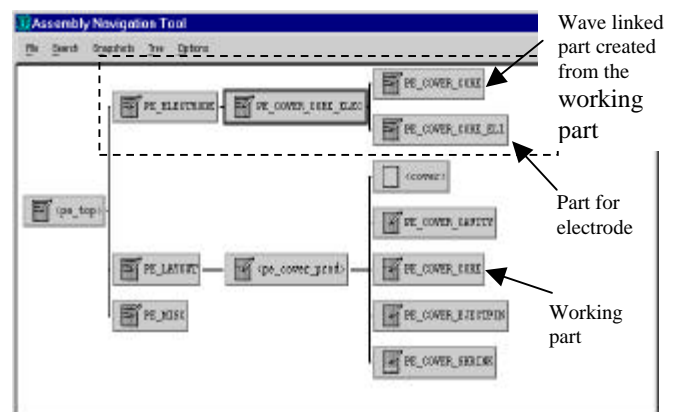 Assembly Navigation Tool
File Search Snapshots Tree Options
Wave linked
part created
from the
working
part
PE_COVER_CORE
PE_ELECTRODE
PE_COVER_CORE_ELEC
PE_COVER_CORE_EL1
(cover)
Part for
electrode
(pe_top)
PE_COVER_CAVITY
PE_LAYOUT
(pe_cover_prod)
PE_COVER_CORE
PE_MISC
PE_COVER_EJECTPIN
Working
part
PE_COVER_SHRINK